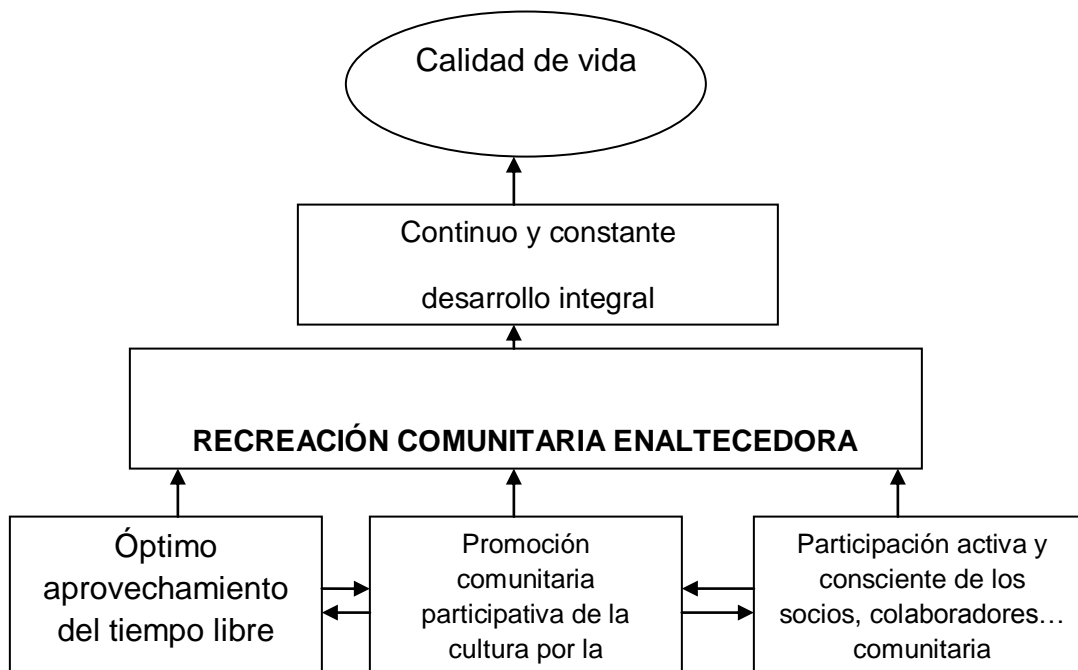 Calidad de vida
Continuo y constante
desarrollo integral
RECREACIÓN COMUNITARIA ENALTECEDORA
Óptimo
aprovechamiento
del tiempo libre
Promoción
comunitaria
participativa de la
cultura por la
Participación activa y
consciente de los
socios, colaboradores…
comunitaria